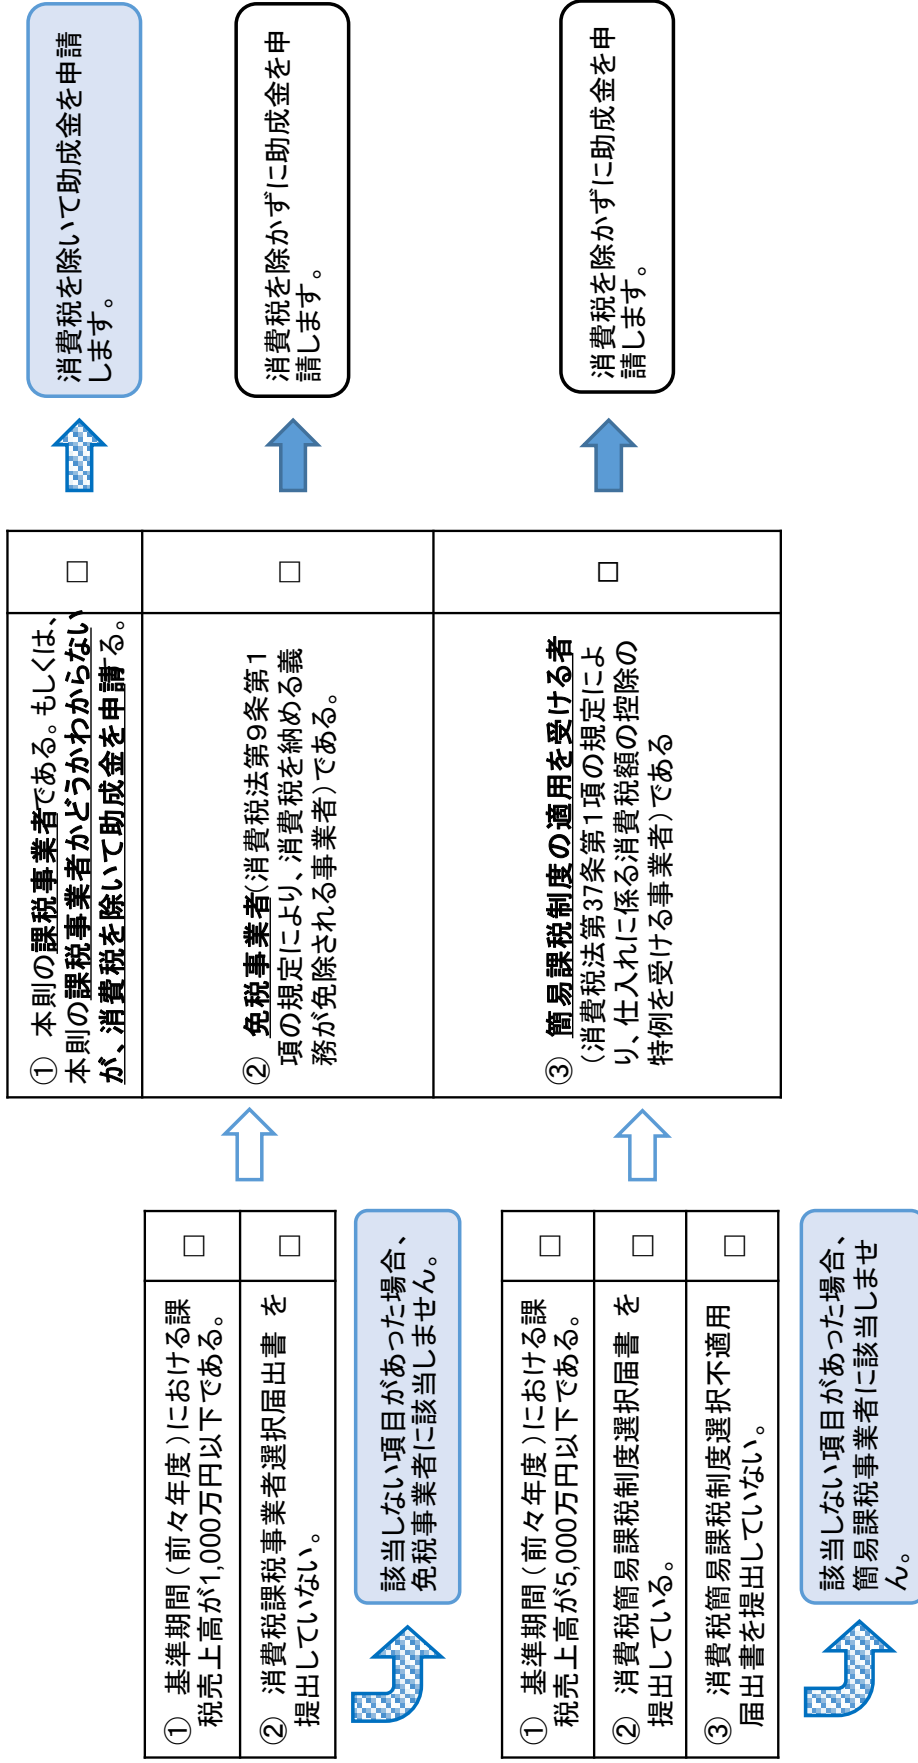 ① 基準期間（前々年度）における課
税売上高が1,000万円以下である。
□
② 消費税課税事業者選択届出書 を
提出していない。
□
該当しない項目があった場合、
免税事業者に該当しません。
① 基準期間（前々年度）における課
税売上高が5,000万円以下である。
□
② 消費税簡易課税制度選択届書 を
提出している。
□
③ 消費税簡易課税制度選択不適用
届出書を提出していない。
□
該当しない項目があった場合、
簡易課税事業者に該当しませ
ん。
① 本則の課税事業者である。もしくは、
本則の課税事業者かどうかわからない
が、消費税を除いて助成金を申請する。
□
② 免税事業者（消費税法第9条第1
項の規定により、消費税を納める義
務が免除される事業者）である。
□
③ 簡易課税制度の適用を受ける者
（消費税法第37条第1項の規定によ
り、仕入れに係る消費税額の控除の
特例を受ける事業者）である
□
消費税を除いて助成金を申請
します。
消費税を除かずに助成金を申
請します。
消費税を除かずに助成金を申
請します。